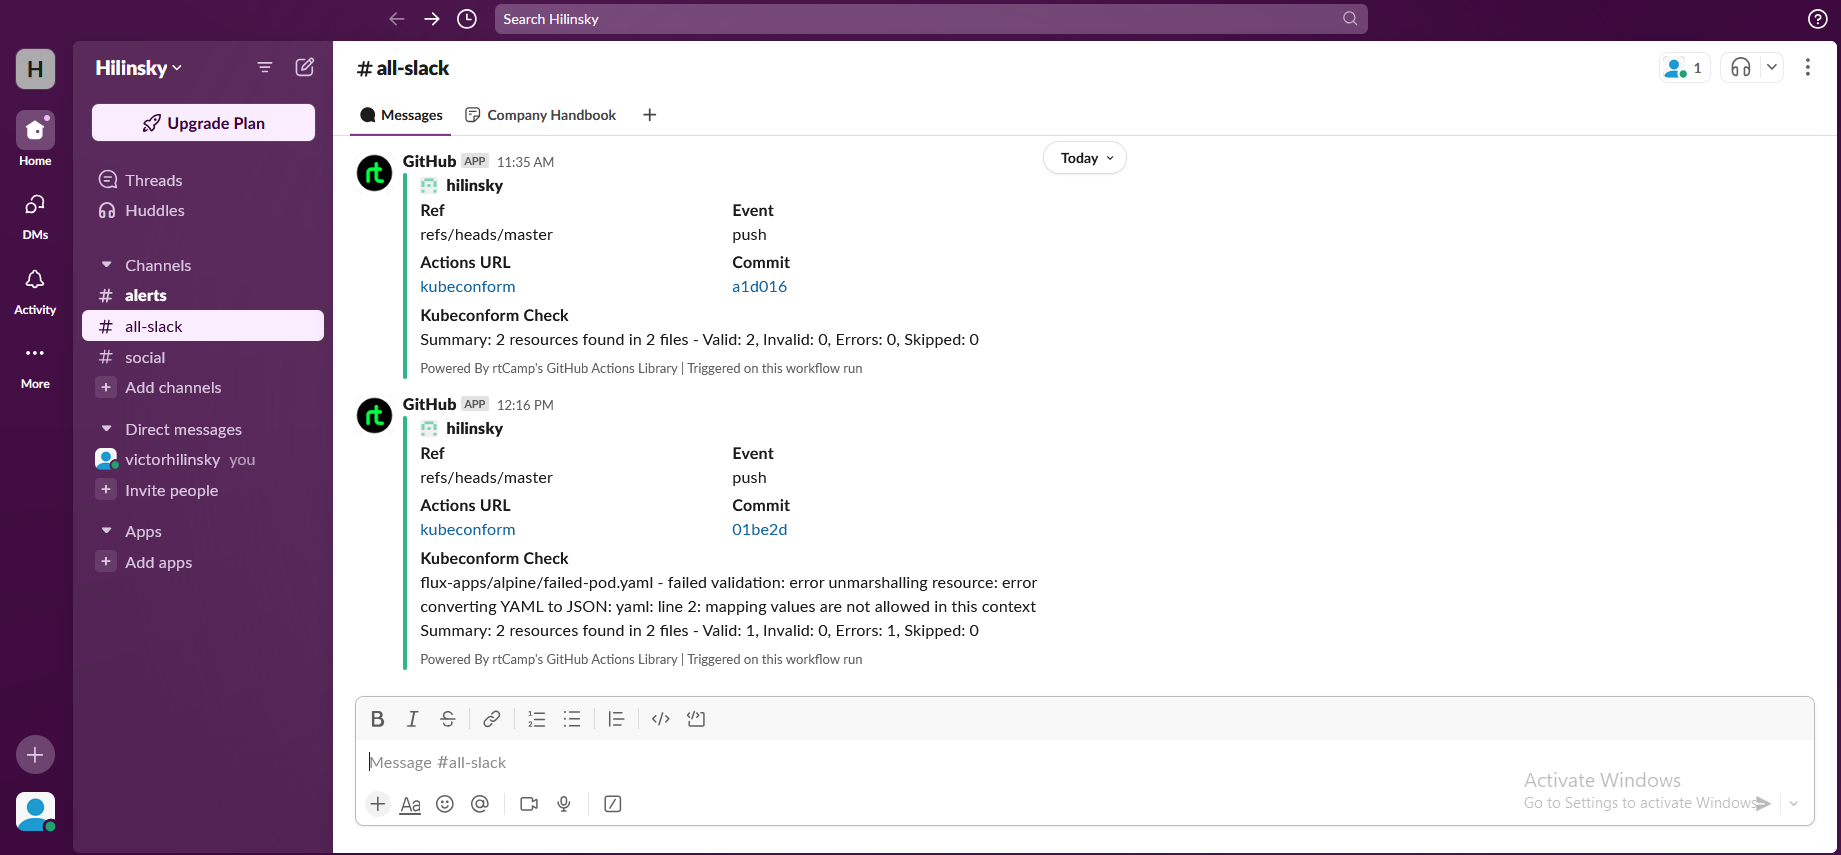 Search Hilinsky
H
Hilinsky
Upgrade Plan
Home
Threads
DMs
Huddles
Activity
Channels
alerts
all-slack
social
Add channels
More
Direct messages
victorhilinsky you
Invite people
Apps
Add apps
# all-slack
1
Messages
Company Handbook
Today
GitHub APP 11:35 AM
hilinsky
Ref Event
refs/heads/master push
Actions URL Commit
kubeconform a1d016
Kubeconform Check
Summary: 2 resources found in 2 files - Valid: 2, Invalid: 0, Errors: 0, Skipped: 0
Powered By rtCamp's GitHub Actions Library | Triggered on this workflow run
GitHub APP 12:16 PM
hilinsky
Ref Event
refs/heads/master push
Actions URL Commit
kubeconform 01be2d
Kubeconform Check
flux-apps/alpine/failed-pod.yaml - failed validation: error unmarshalling resource: error
converting YAML to JSON: yaml: line 2: mapping values are not allowed in this context
Summary: 2 resources found in 2 files - Valid: 1, Invalid: 0, Errors: 1, Skipped: 0
Powered By rtCamp's GitHub Actions Library | Triggered on this workflow run
Message #all-slack
Activate Windows
Go to Settings to activate Windows